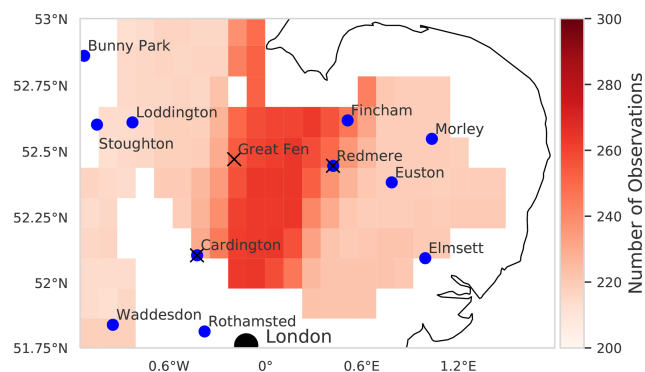 53°N
52.75°N
52.5°N
52.25°N
52°N
51.75°N
Bunny Park
Loddington
Stoughton
Fincham
Morley
Great Fen
Redmere
Euston
Cardington
Elmsett
Waddesdon
Rothamsted
London
0.6°W
0°
0.6°E
1.2°E
300
280
260
240
220
200
Number of Observations